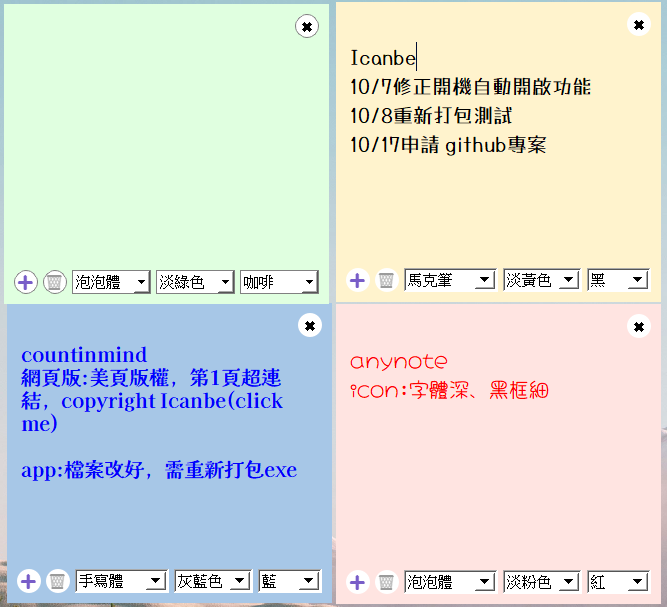 泡泡體 淡綠色 咖啡
Icanbe
10/7修正開機自動開啟功能
10/8重新打包測試
10/17申請 github專案
馬克筆 淡黃色 黑
countinmind
網頁版:美頁版權，第1頁超連
結，copyright Icanbe(click
me)
app:檔案改好，需重新打包exe
手寫體 灰藍色 藍
anynote
icon:字體深、黑框細
泡泡體 淡粉色 紅